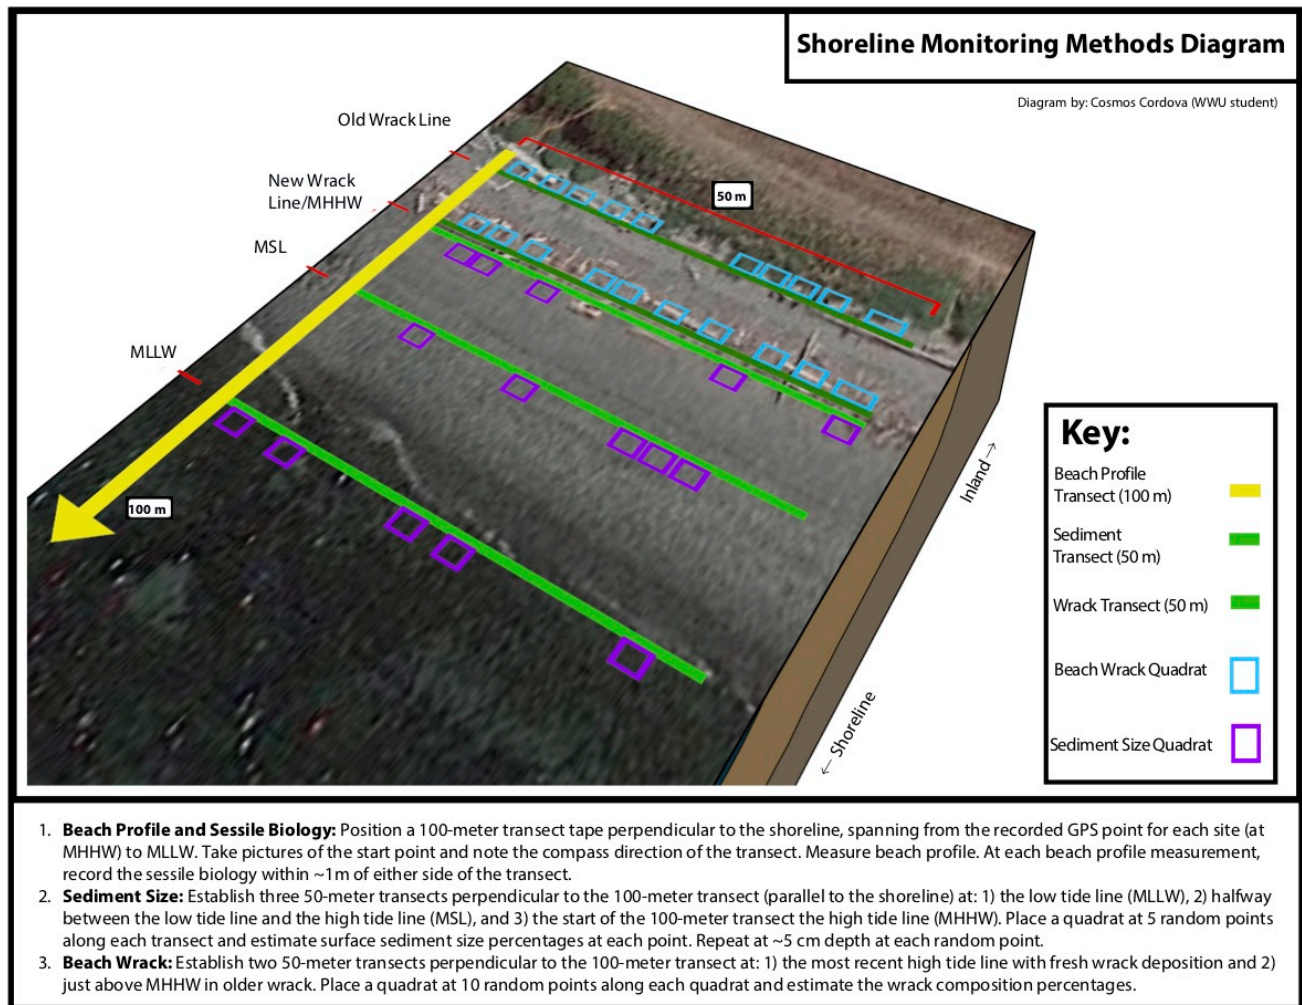 Shoreline Monitoring Methods Diagram
Diagram by: Cosmos Cordova (WWU student)
Old Wrack Line
New Wrack
Line/MHHW
MSL
MLLW
50 m
100 m
Inland →
← Shoreline
Key:
Beach Profile
Transect (100 m)
Sediment
Transect (50 m)
Wrack Transect (50 m)
Beach Wrack Quadrat
Sediment Size Quadrat
1. Beach Profile and Sessile Biology: Position a 100-meter transect tape perpendicular to the shoreline, spanning from the recorded GPS point for each site (at
MHHW) to MLLW. Take pictures of the start point and note the compass direction of the transect. Measure beach profile. At each beach profile measurement,
record the sessile biology within ~1m of either side of the transect.
2. Sediment Size: Establish three 50-meter transects perpendicular to the 100-meter transect (parallel to the shoreline) at: 1) the low tide line (MLLW), 2) halfway
between the low tide line and the high tide line (MSL), and 3) the start of the 100-meter transect the high tide line (MHHW). Place a quadrat at 5 random points
along each transect and estimate surface sediment size percentages at each point. Repeat at ~5 cm depth at each random point.
3. Beach Wrack: Establish two 50-meter transects perpendicular to the 100-meter transect at: 1) the most recent high tide line with fresh wrack deposition and 2)
just above MHHW in older wrack. Place a quadrat at 10 random points along each quadrat and estimate the wrack composition percentages.